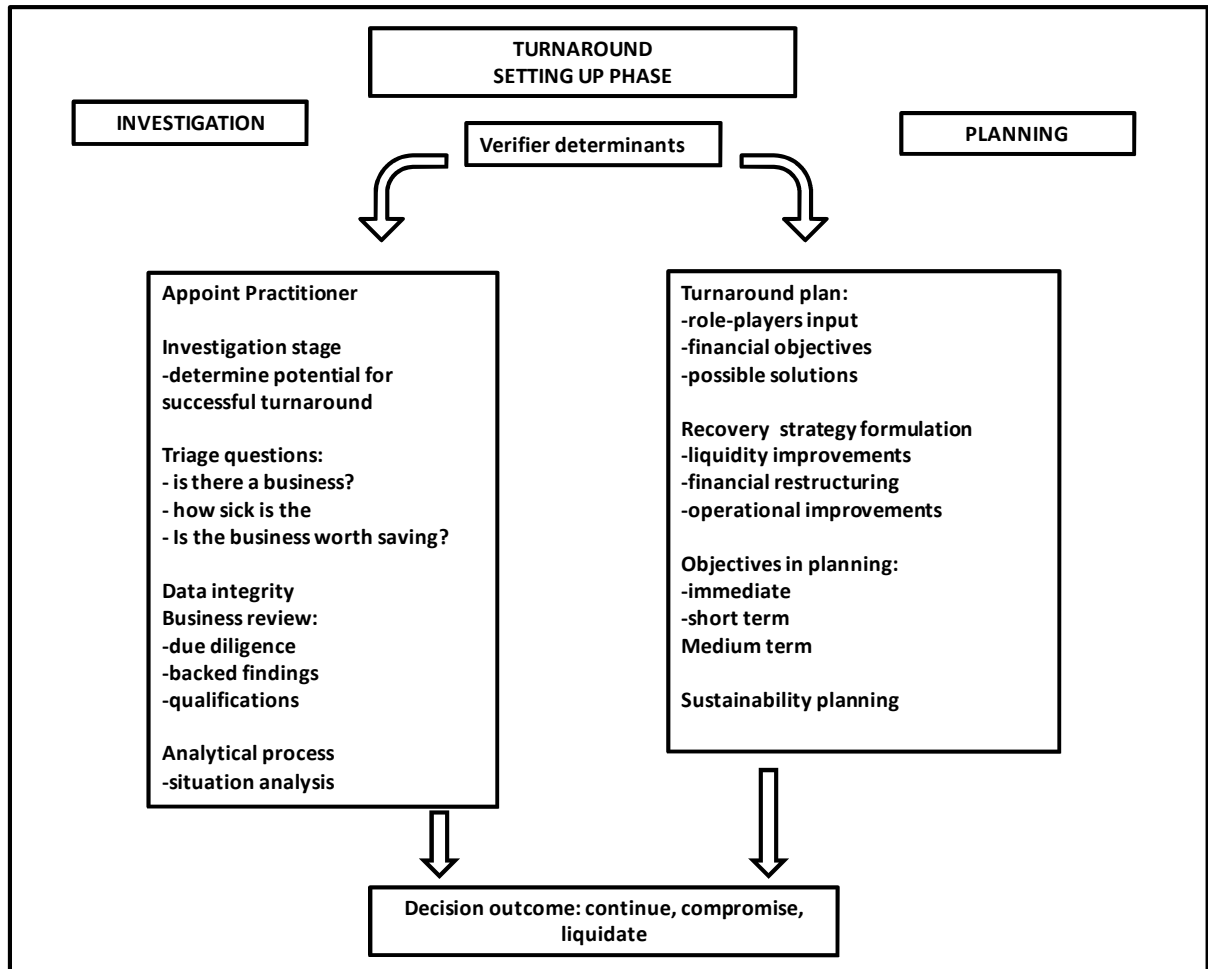 TURNAROUND
SETTING UP PHASE
INVESTIGATION
Verifier determinants
PLANNING
Appoint Practitioner
Investigation stage
-determine potential for
successful turnaround
Triage questions:
- is there a business?
- how sick is the
- Is the business worth saving?
Data integrity
Business review:
-due diligence
-backed findings
-qualifications
Analytical process
-situation analysis
Turnaround plan:
-role-players input
-financial objectives
-possible solutions
Recovery strategy formulation
-liquidity improvements
-financial restructuring
-operational improvements
Objectives in planning:
-immediate
-short term
Medium term
Sustainability planning
Decision outcome: continue, compromise,
liquidate